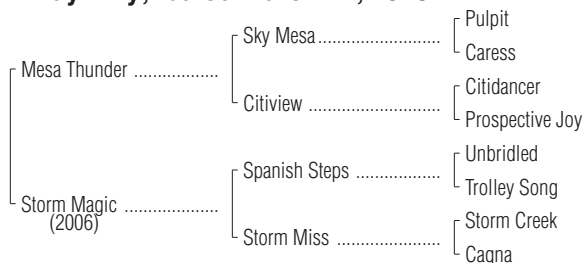 Pulpit
Sky Mesa
Caress
Mesa Thunder
Citidancer
Citiview
Prospective Joy
Unbridled
Spanish Steps
Trolley Song
Storm Magic
(2006)
Storm Creek
Storm Miss
Cagna